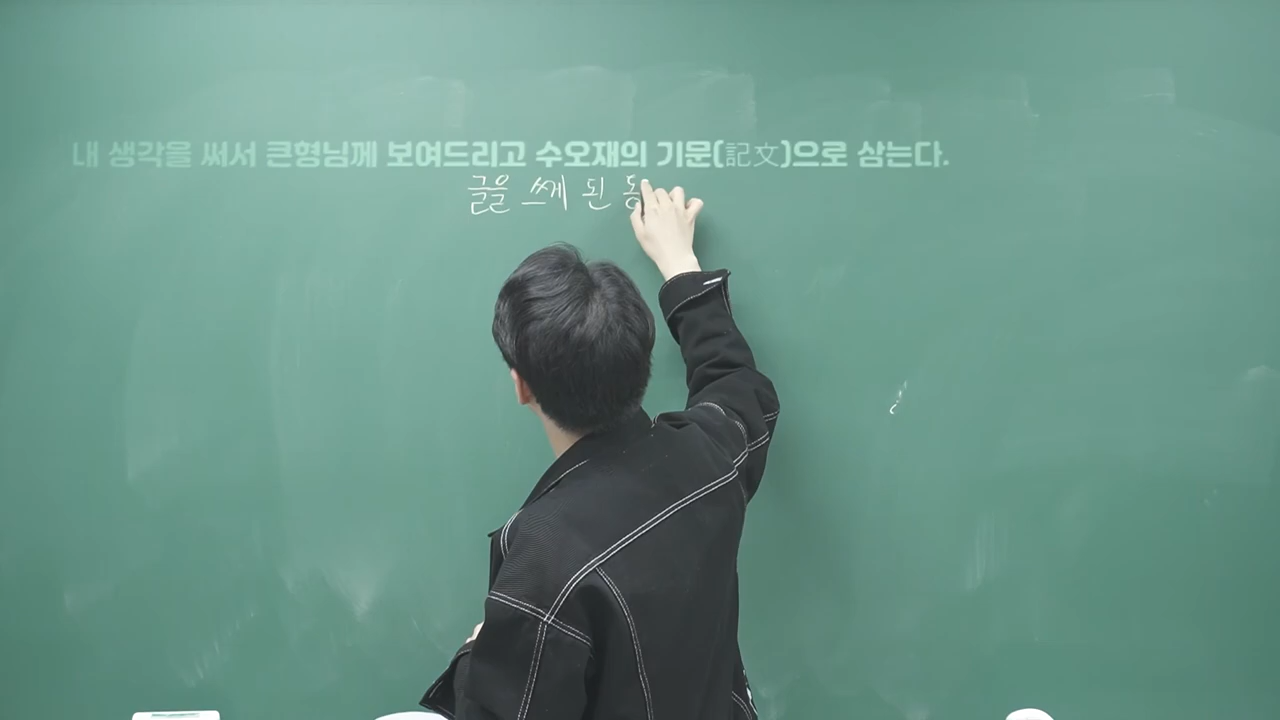 내 생각을 써서 큰형님께 보여드리고 수오재의 기문(記文)으로 삼는다.
글을 쓰게 된 동